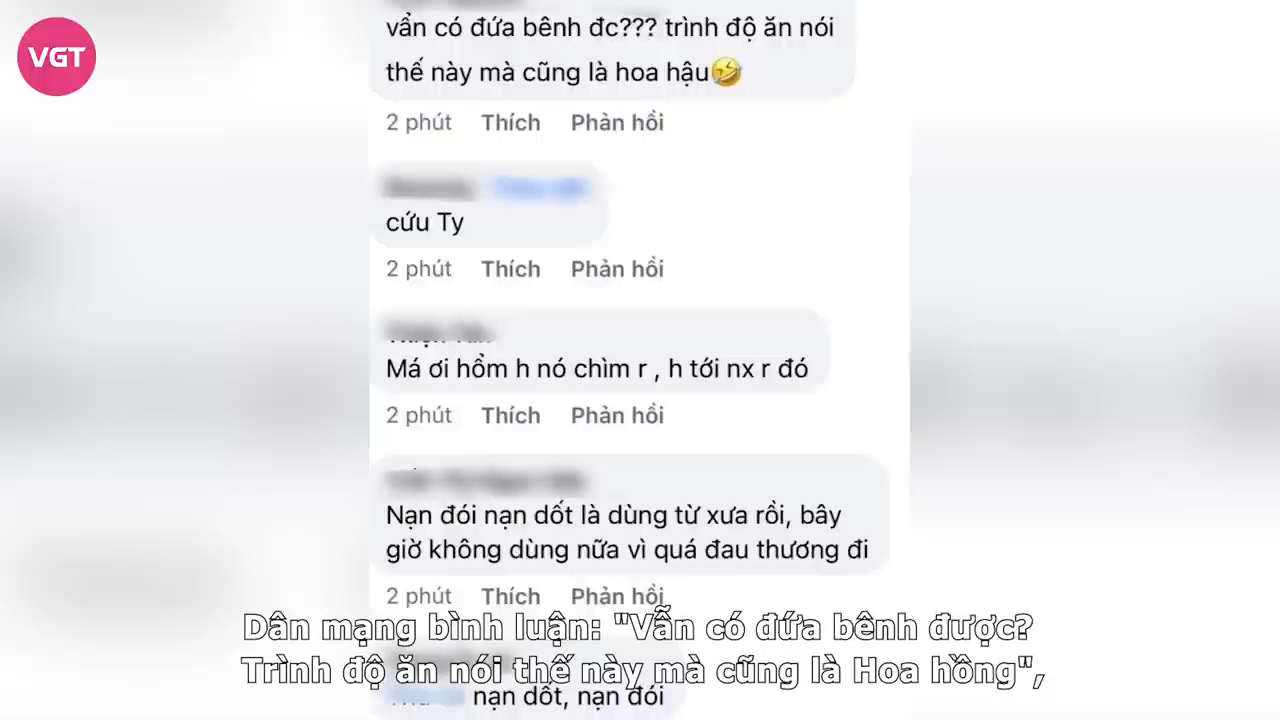 VGT
vẩn có đứa bênh đc??? trình độ ăn nói
thế này mà cũng là hoa hậu🤣
2 phút Thích Phản hồi
cứu Ty
2 phút Thích Phản hồi
Má ơi hổm h nó chìm r , h tới nx r đó
2 phút Thích Phản hồi
Nạn đói nạn dốt là dùng từ xưa rồi, bây
giờ không dùng nữa vì quá đau thương đi
2 phút Thích Phản hồi
Dân mạng bình luận: "Vẫn có đứa bênh được?
Trình độ ăn nói thế này mà cũng là Hoa hồng",
nạn dốt, nạn đói